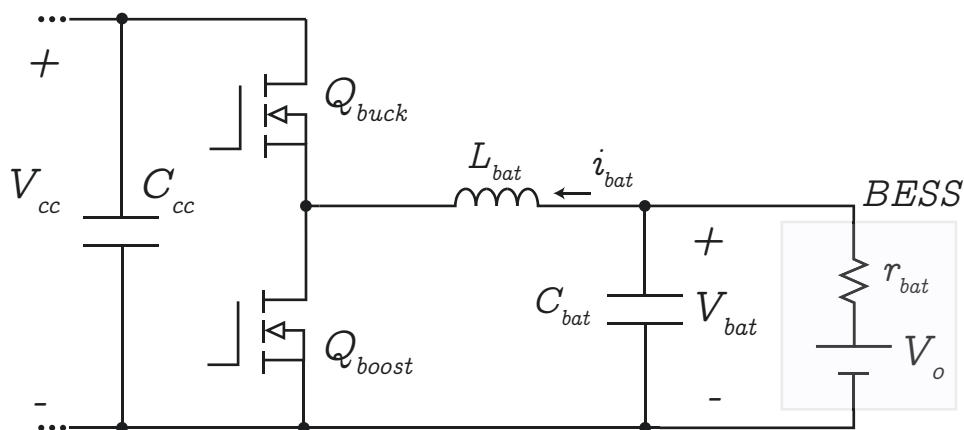 +
V_cc
C_cc
-
Q_buck
Q_boost
L_bat
i_bat
C_bat
+
V_bat
-
BESS
r_bat
V_o